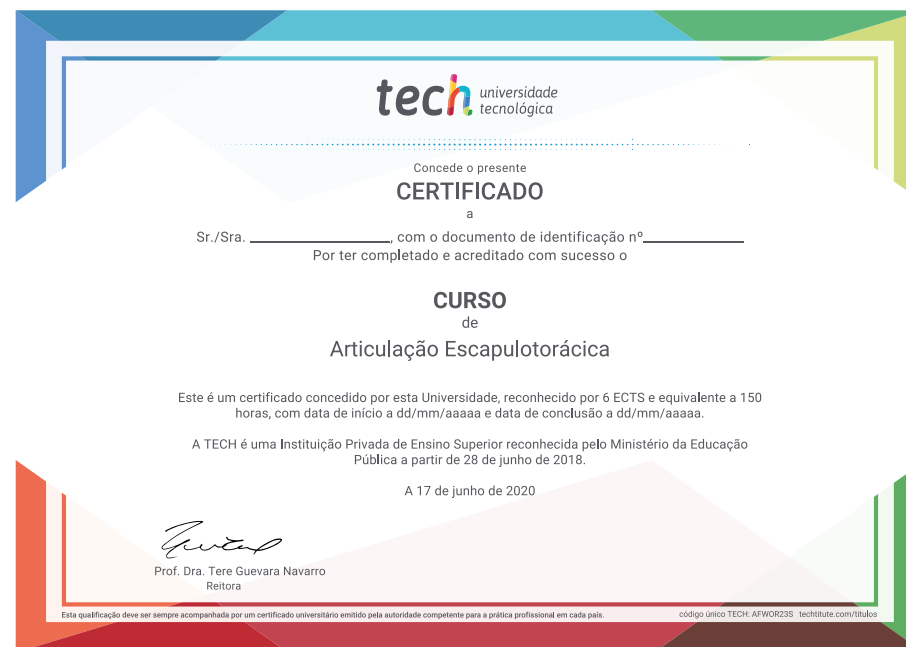 tech universidade
tecnológica
Concede o presente
CERTIFICADO
a
Sr./Sra. ____________, com o documento de identificação nº____________
Por ter completado e acreditado com sucesso o
CURSO
de
Articulação Escapulotorácica
Este é um certificado concedido por esta Universidade, reconhecido por 6 ECTS e equivalente a 150
horas, com data de início a dd/mm/aaaaa e data de conclusão a dd/mm/aaaaa.
A TECH é uma Instituição Privada de Ensino Superior reconhecida pelo Ministério da Educação
Pública a partir de 28 de junho de 2018.
A 17 de junho de 2020
Prof. Dra. Tere Guevara Navarro
Reitora
Esta qualificação deve ser sempre acompanhada por um certificado universitário emitido pela autoridade competente para a prática profissional em cada país.
código único TECH: AFWOR23S techtitute.com/titulos